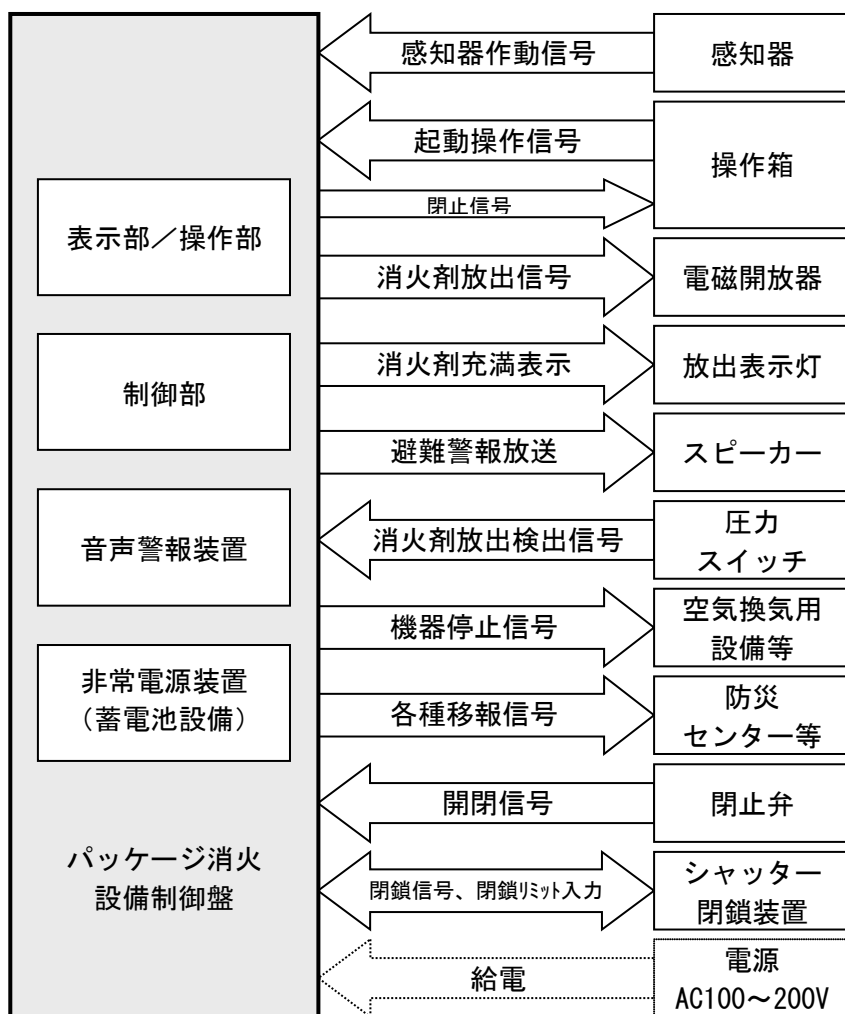 感知器作動信号
感知器
起動操作信号
操作箱
閉止信号
表示部／操作部
消火剤放出信号
電磁開放器
制御部
消火剤充満表示
放出表示灯
避難警報放送
スピーカー
音声警報装置
消火剤放出検出信号
圧力
スイッチ
機器停止信号
空気換気用
設備等
非常電源装置
（蓄電池設備）
各種移報信号
防災
センター等
開閉信号
閉止弁
パッケージ消火
設備制御盤
閉鎖信号、閉鎖ﾘﾐｯﾄ入力
シャッター
閉鎖装置
給電
電源
AC100～200V